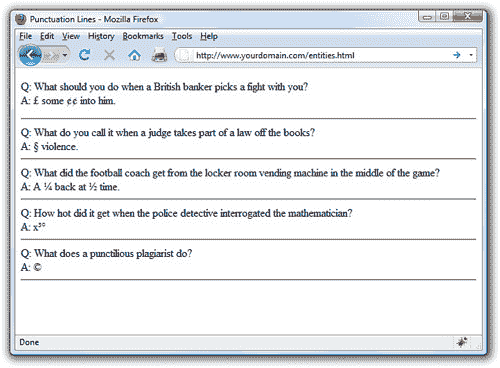 Punctuation Lines - Mozilla Firefox
File Edit View History Bookmarks Tools Help
http://www.yourdomain.com/entities.html
Q: What should you do when a British banker picks a fight with you?
A: £ some ¢¢ into him.
Q: What do you call it when a judge takes part of a law off the books?
A: § violence.
Q: What did the football coach get from the locker room vending machine in the middle of the game?
A: A ¼ back at ½ time.
Q: How hot did it get when the police detective interrogated the mathematician?
A: x³°
Q: What does a punctilious plagiarist do?
A: ©
Done